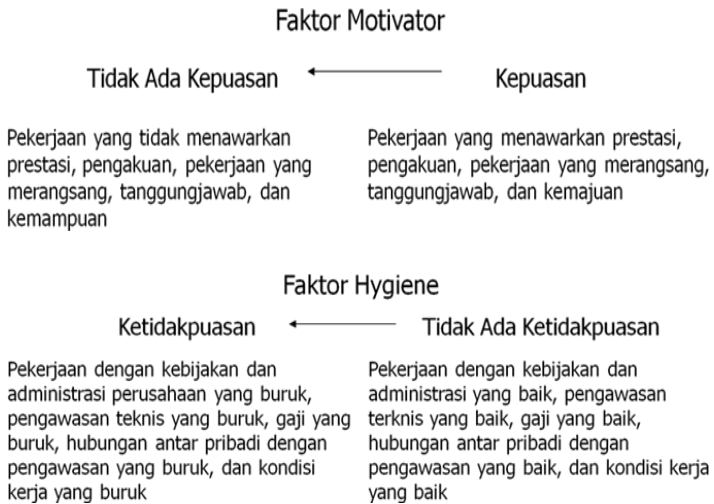 Faktor Motivator
Tidak Ada Kepuasan
Kepuasan
Pekerjaan yang tidak menawarkan
prestasi, pengakuan, pekerjaan yang
merangsang, tanggungjawab, dan
kemampuan
Pekerjaan yang menawarkan prestasi,
pengakuan, pekerjaan yang merangsang,
tanggungjawab, dan kemajuan
Faktor Hygiene
Ketidakpuasan
Tidak Ada Ketidakpuasan
Pekerjaan dengan kebijakan dan
administrasi perusahaan yang buruk,
pengawasan teknis yang buruk, gaji yang
buruk, hubungan antar pribadi dengan
pengawasan yang buruk, dan kondisi
kerja yang buruk
Pekerjaan dengan kebijakan dan
administrasi yang baik, pengawasan
terknis yang baik, gaji yang baik,
hubungan antar pribadi dengan
pengawasan yang baik, dan kondisi kerja
yang baik